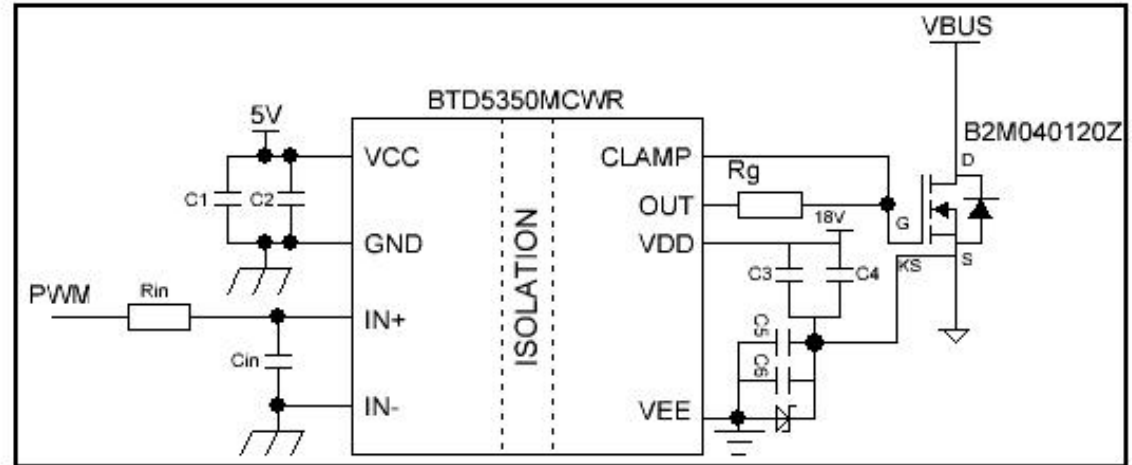 VBUS
BTD5350MCWR
5V
B2M040120Z
VCC
CLAMP
D
Rg
C1
C2
OUT
18V
G
GND
VDD
ISOLATION
KS
S
C3
C4
PWM
Rin
IN+
C5
Cin
C6
IN-
VEE